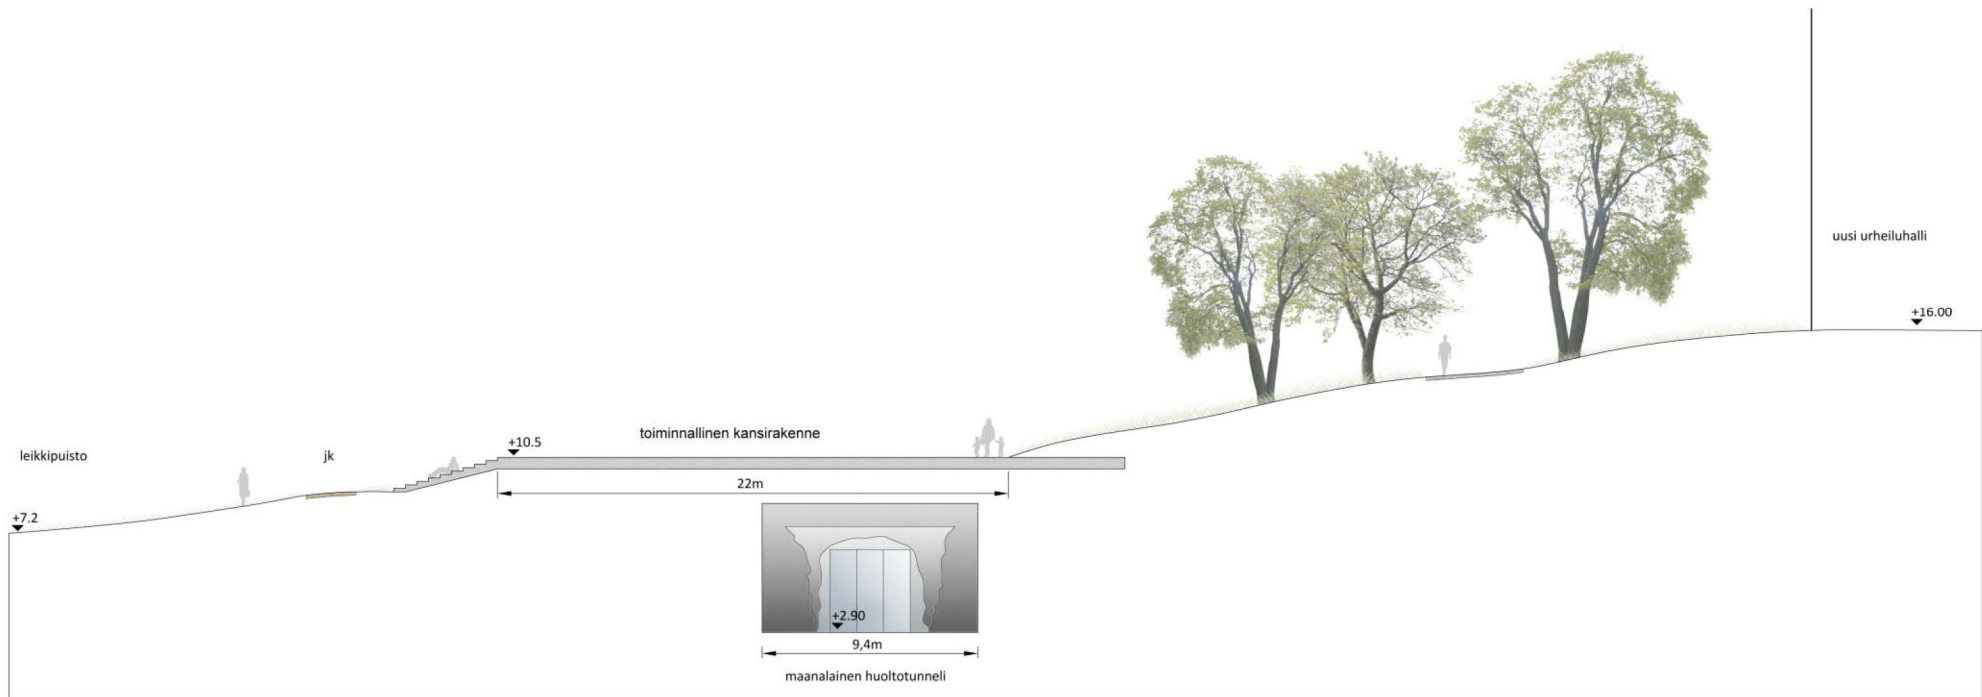 uusi urheiluhalli
+16.00
toiminnallinen kansirakenne
+10.5
leikkipuisto
jk
22m
+7.2
+2.90
9,4m
maanalainen huoltotunneli